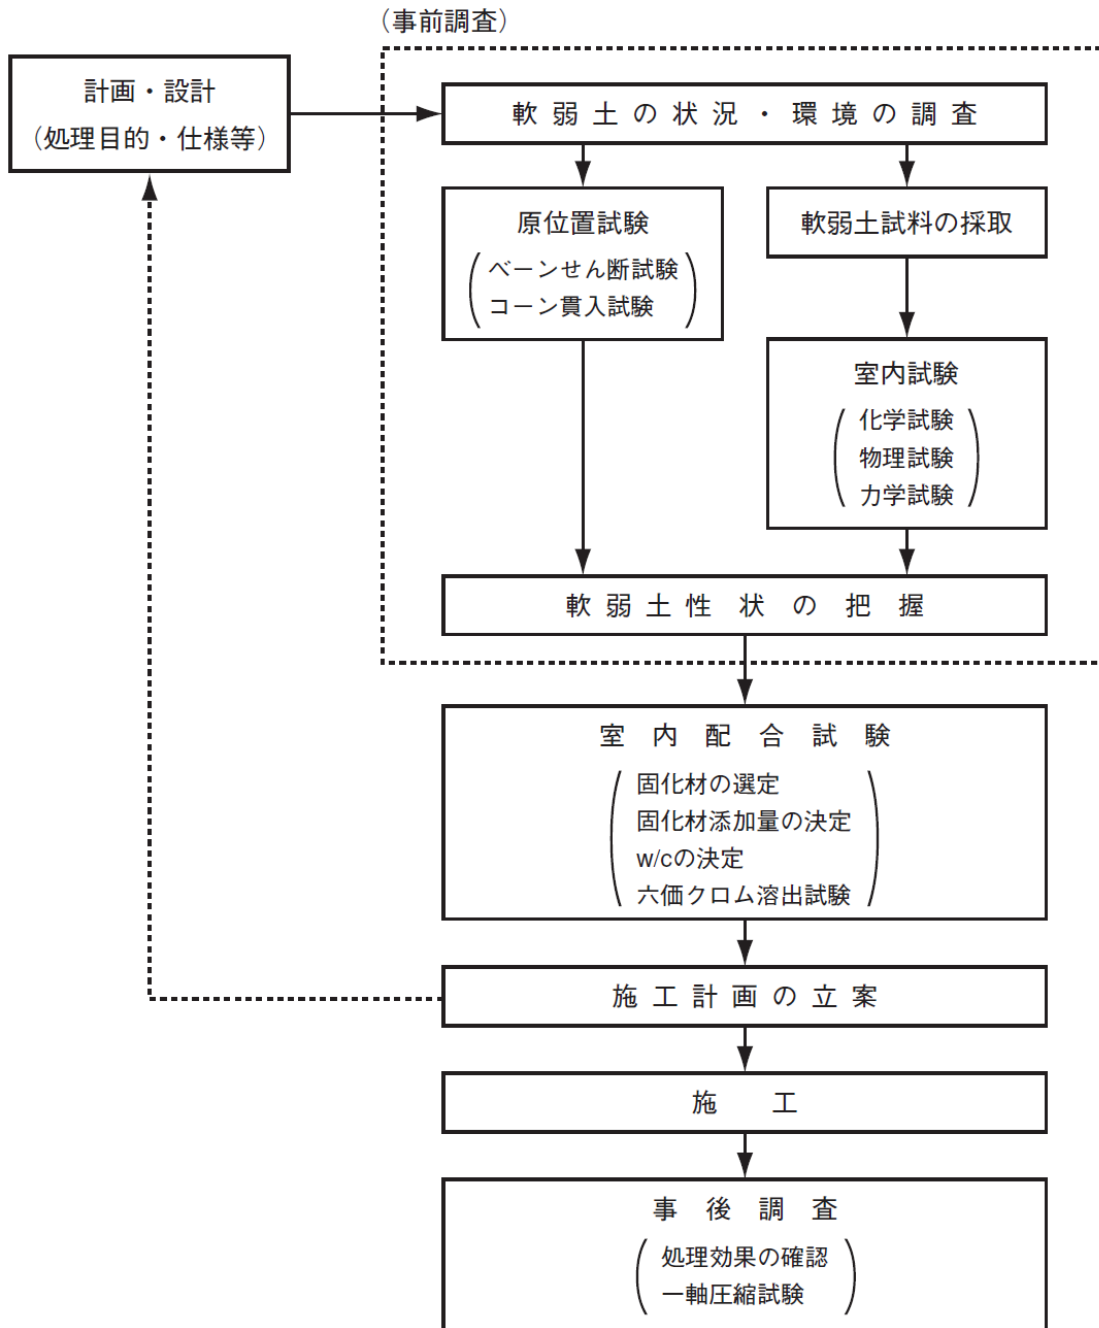 （事前調査）
計画・設計
（処理目的・仕様等）
軟弱土の状況・環境の調査
原位置試験
ベーンせん断試験
コーン貫入試験
軟弱土試料の採取
室内試験
化学試験
物理試験
力学試験
軟弱土性状の把握
室内配合試験
固化材の選定
固化材添加量の決定
w/cの決定
六価クロム溶出試験
施工計画の立案
施工
事後調査
処理効果の確認
一軸圧縮試験